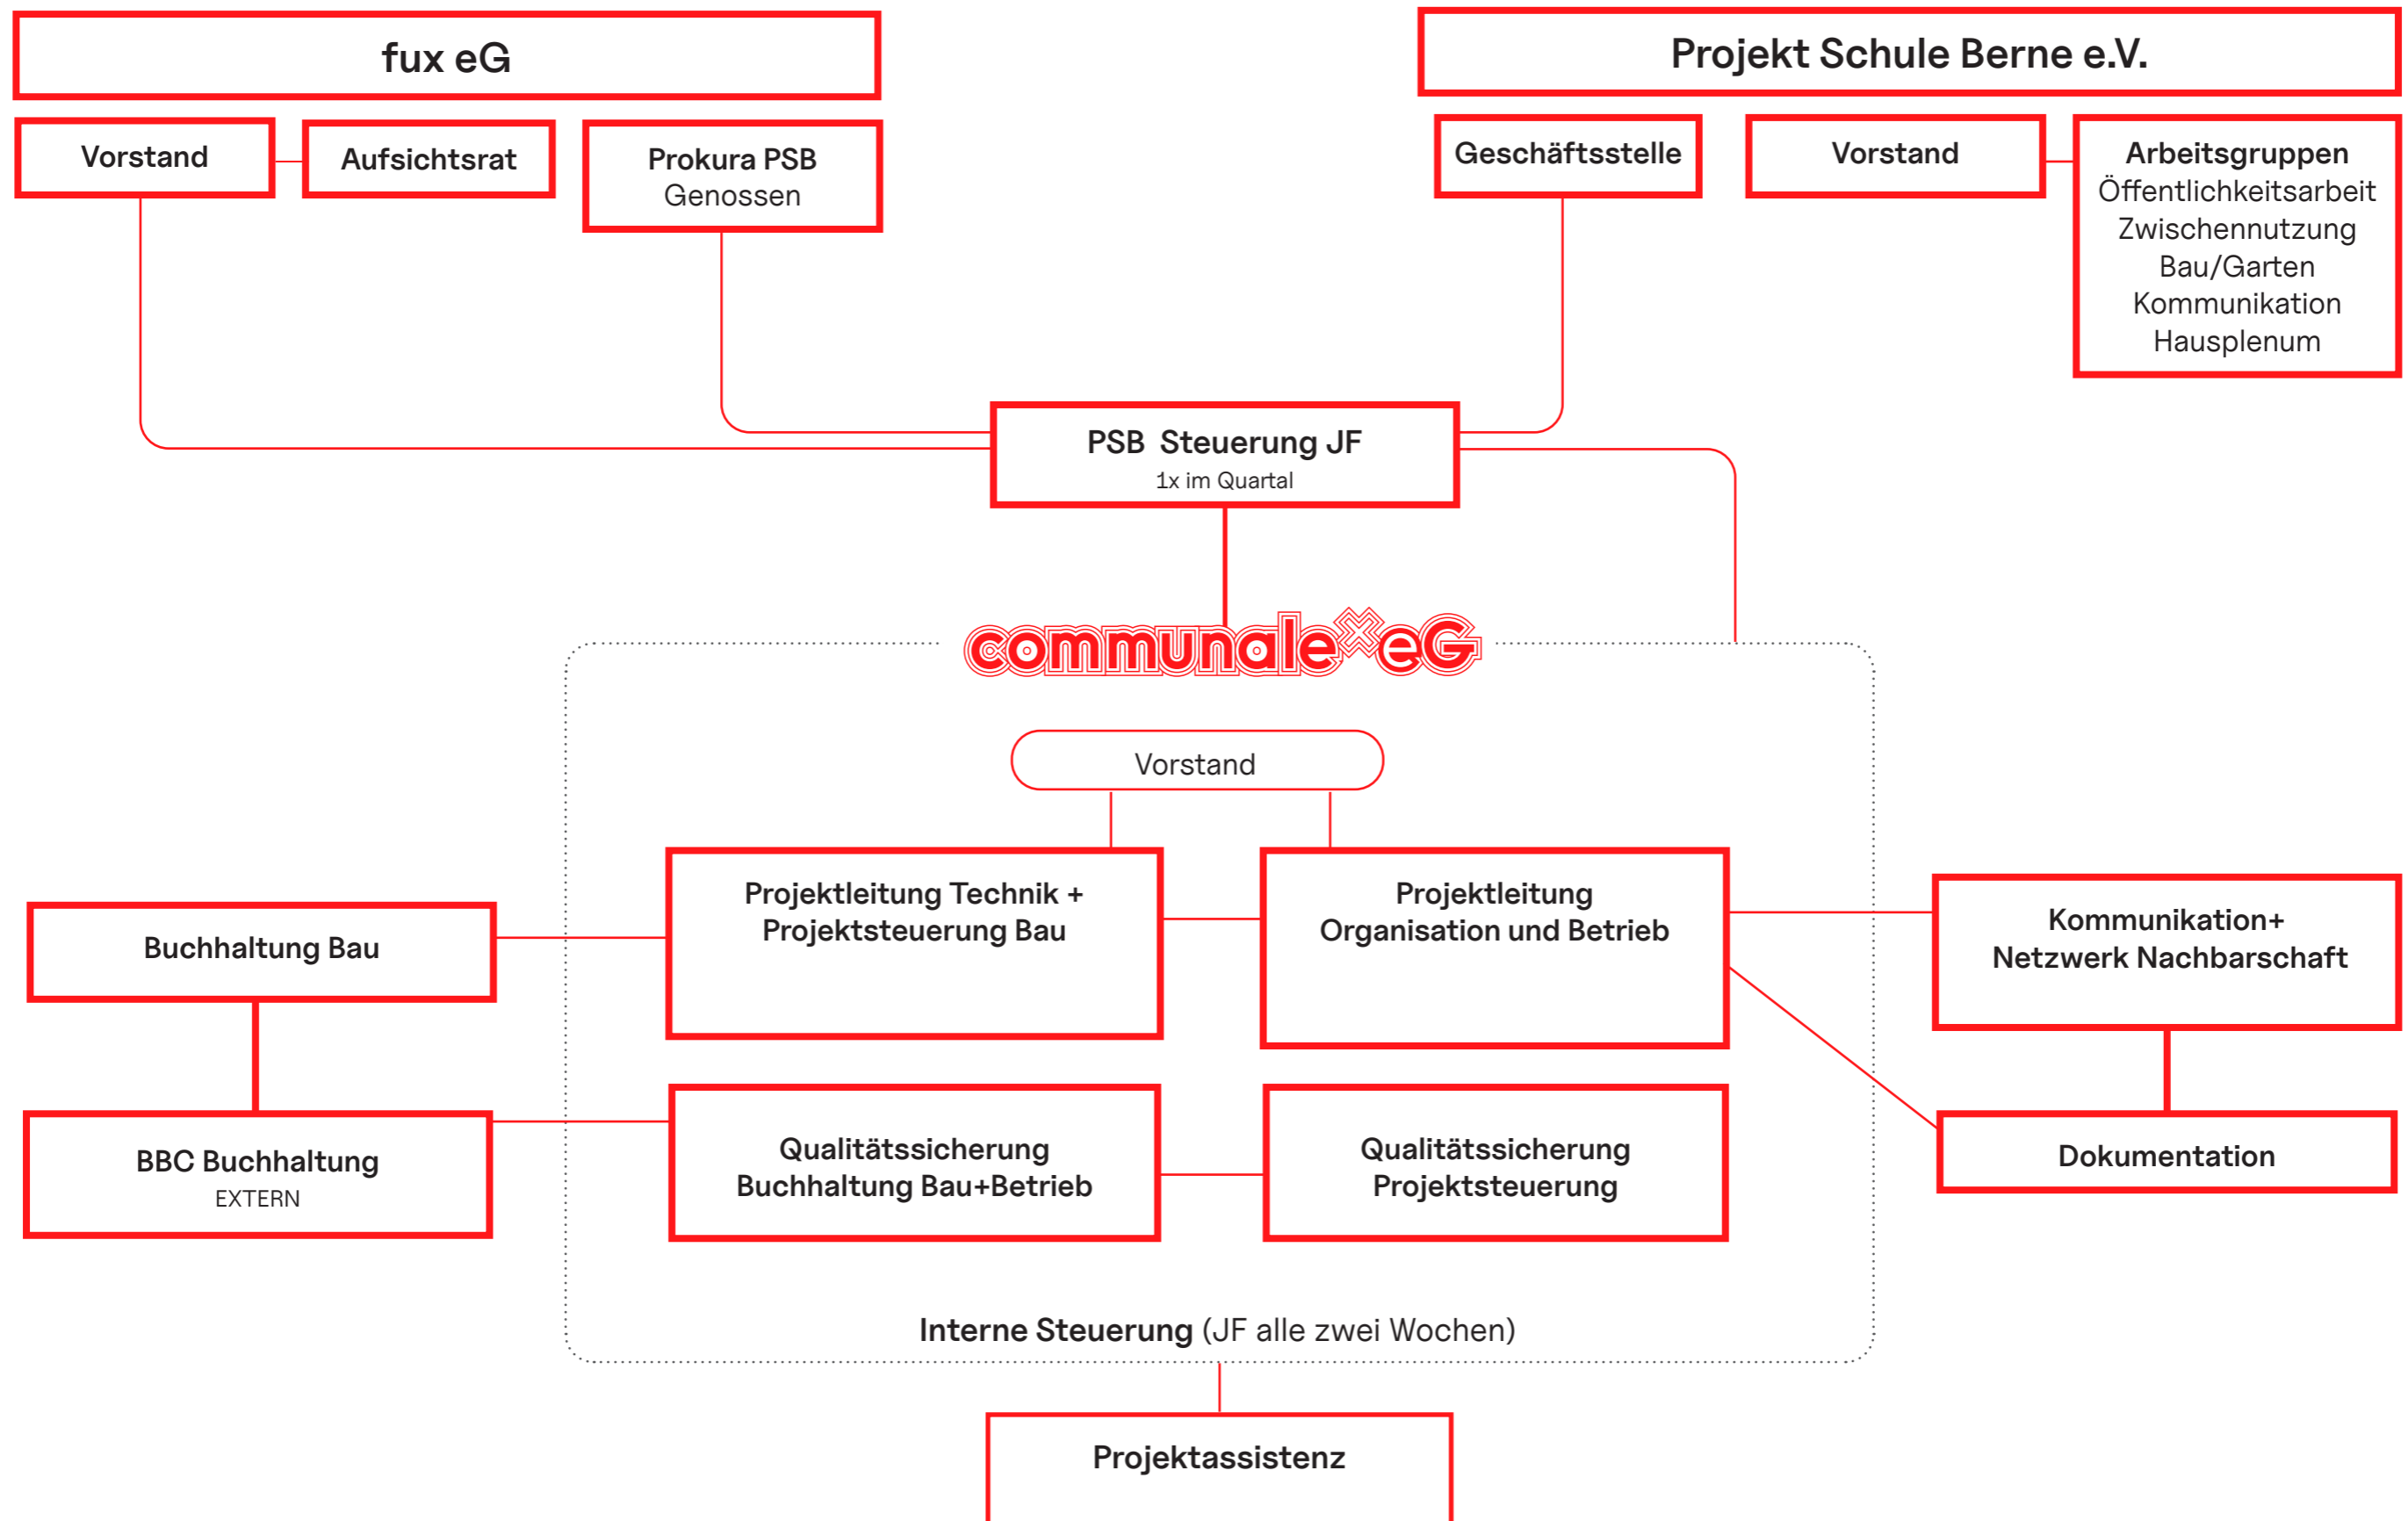 fux eG
Projekt Schule Berne e.V.
Vorstand
Aufsichtsrat
Prokura PSB
Genossen
Geschäftsstelle
Vorstand
Arbeitsgruppen
Öffentlichkeitsarbeit
Zwischennutzung
Bau/Garten
Kommunikation
Hausplenum
PSB Steuerung JF
1x im Quartal
communale eG
Vorstand
Projektleitung Technik +
Projektsteuerung Bau
Projektleitung
Organisation und Betrieb
Buchhaltung Bau
Kommunikation+
Netzwerk Nachbarschaft
BBC Buchhaltung
EXTERN
Qualitätssicherung
Buchhaltung Bau+Betrieb
Qualitätssicherung
Projektsteuerung
Dokumentation
Interne Steuerung (JF alle zwei Wochen)
Projektassistenz